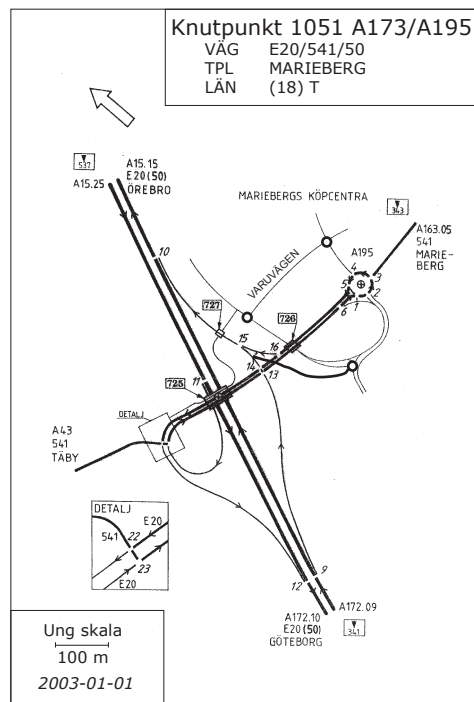 Knutpunkt 1051 A173/A195
VÄG E20/541/50
TPL MARIEBERG
LÄN (18) T
537
A15.15
E20(50)
ÖREBRO
A15.25
MARIEBERGS KÖPCENTRA
343
A163.05
541
MARIE-
BERG
A195
VARUVÄGEN
10
4
3
5
2
1
6
727
726
15
16
14
13
725
11
DETALJ
A43
541
TÄBY
DETALJ
22
E20
541
23
E20
12
9
A172.09
A172.10
E20(50)
GÖTEBORG
341
Ung skala
100 m
2003-01-01